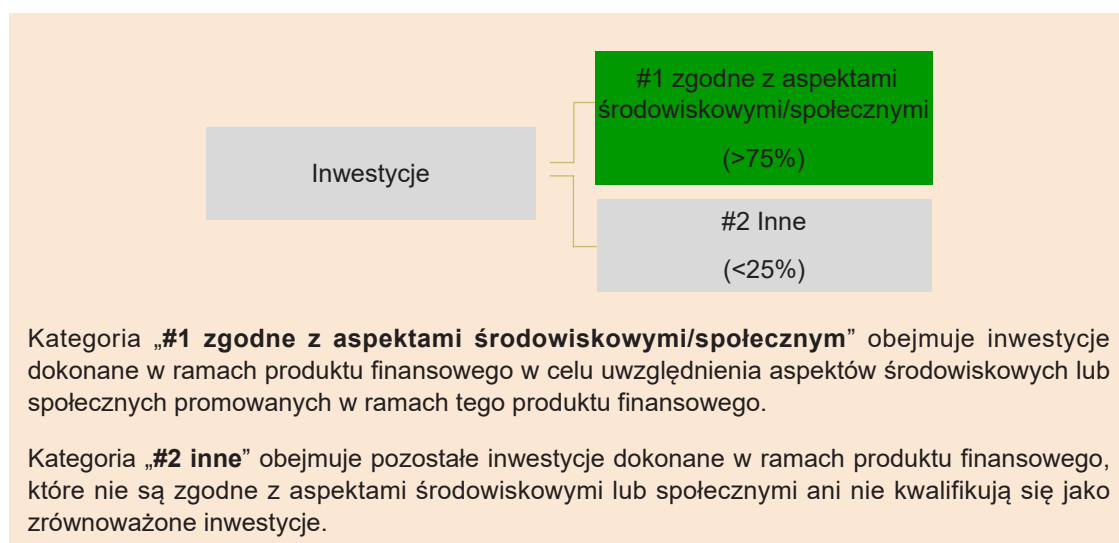 #1 zgodne z aspektami
środowiskowymi/społecznymi
(>75%)
Inwestycje
#2 Inne
(<25%)
Kategoria „#1 zgodne z aspektami środowiskowymi/społecznym” obejmuje inwestycje
dokonane w ramach produktu finansowego w celu uwzględnienia aspektów środowiskowych lub
społecznych promowanych w ramach tego produktu finansowego.
Kategoria „#2 inne” obejmuje pozostałe inwestycje dokonane w ramach produktu finansowego,
które nie są zgodne z aspektami środowiskowymi lub społecznymi ani nie kwalifikują się jako
zrównoważone inwestycje.